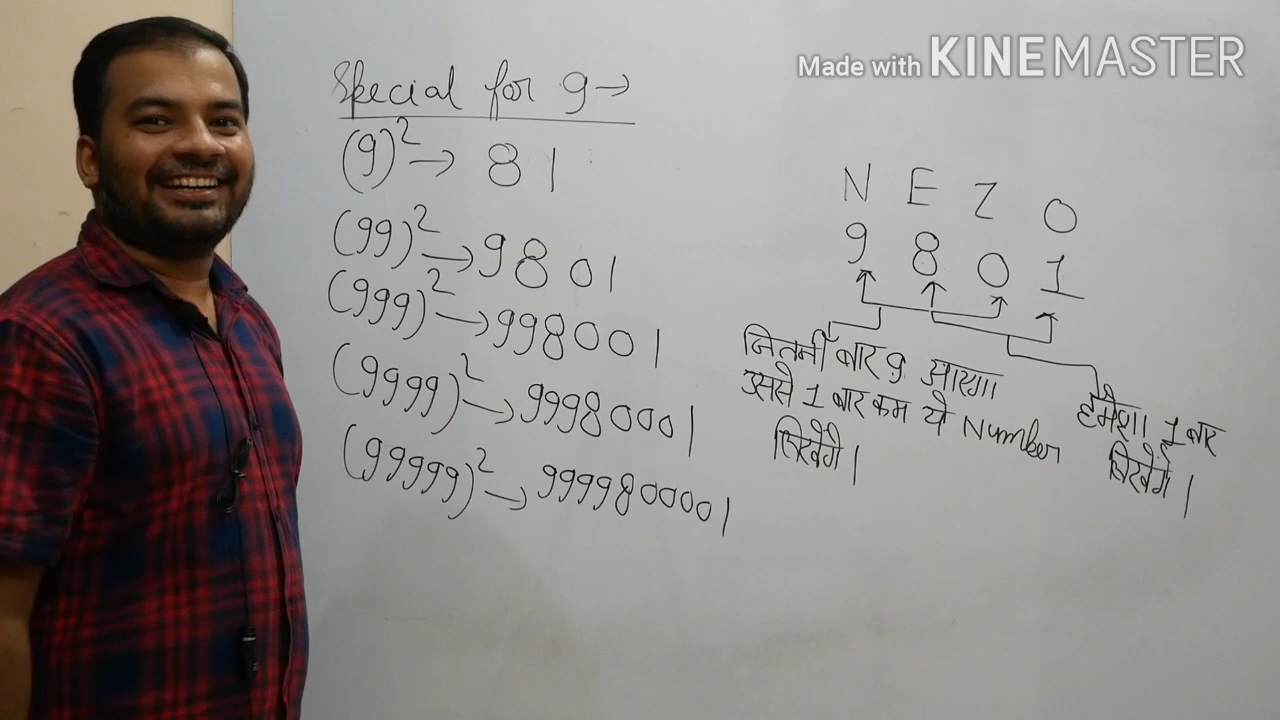 Made with KINEMASTER
Special for 9→
(9)² → 81
(99)² → 9801
(999)² → 998001
(9999)² → 99980001
(99999)² → 9999800001
N E Z O
9 8 0 1
जितनी बार 9 आएगा
उससे 1 बार कम ये Number
लिखेंगे।
हमेशा 1 बार
लिखेंगे।